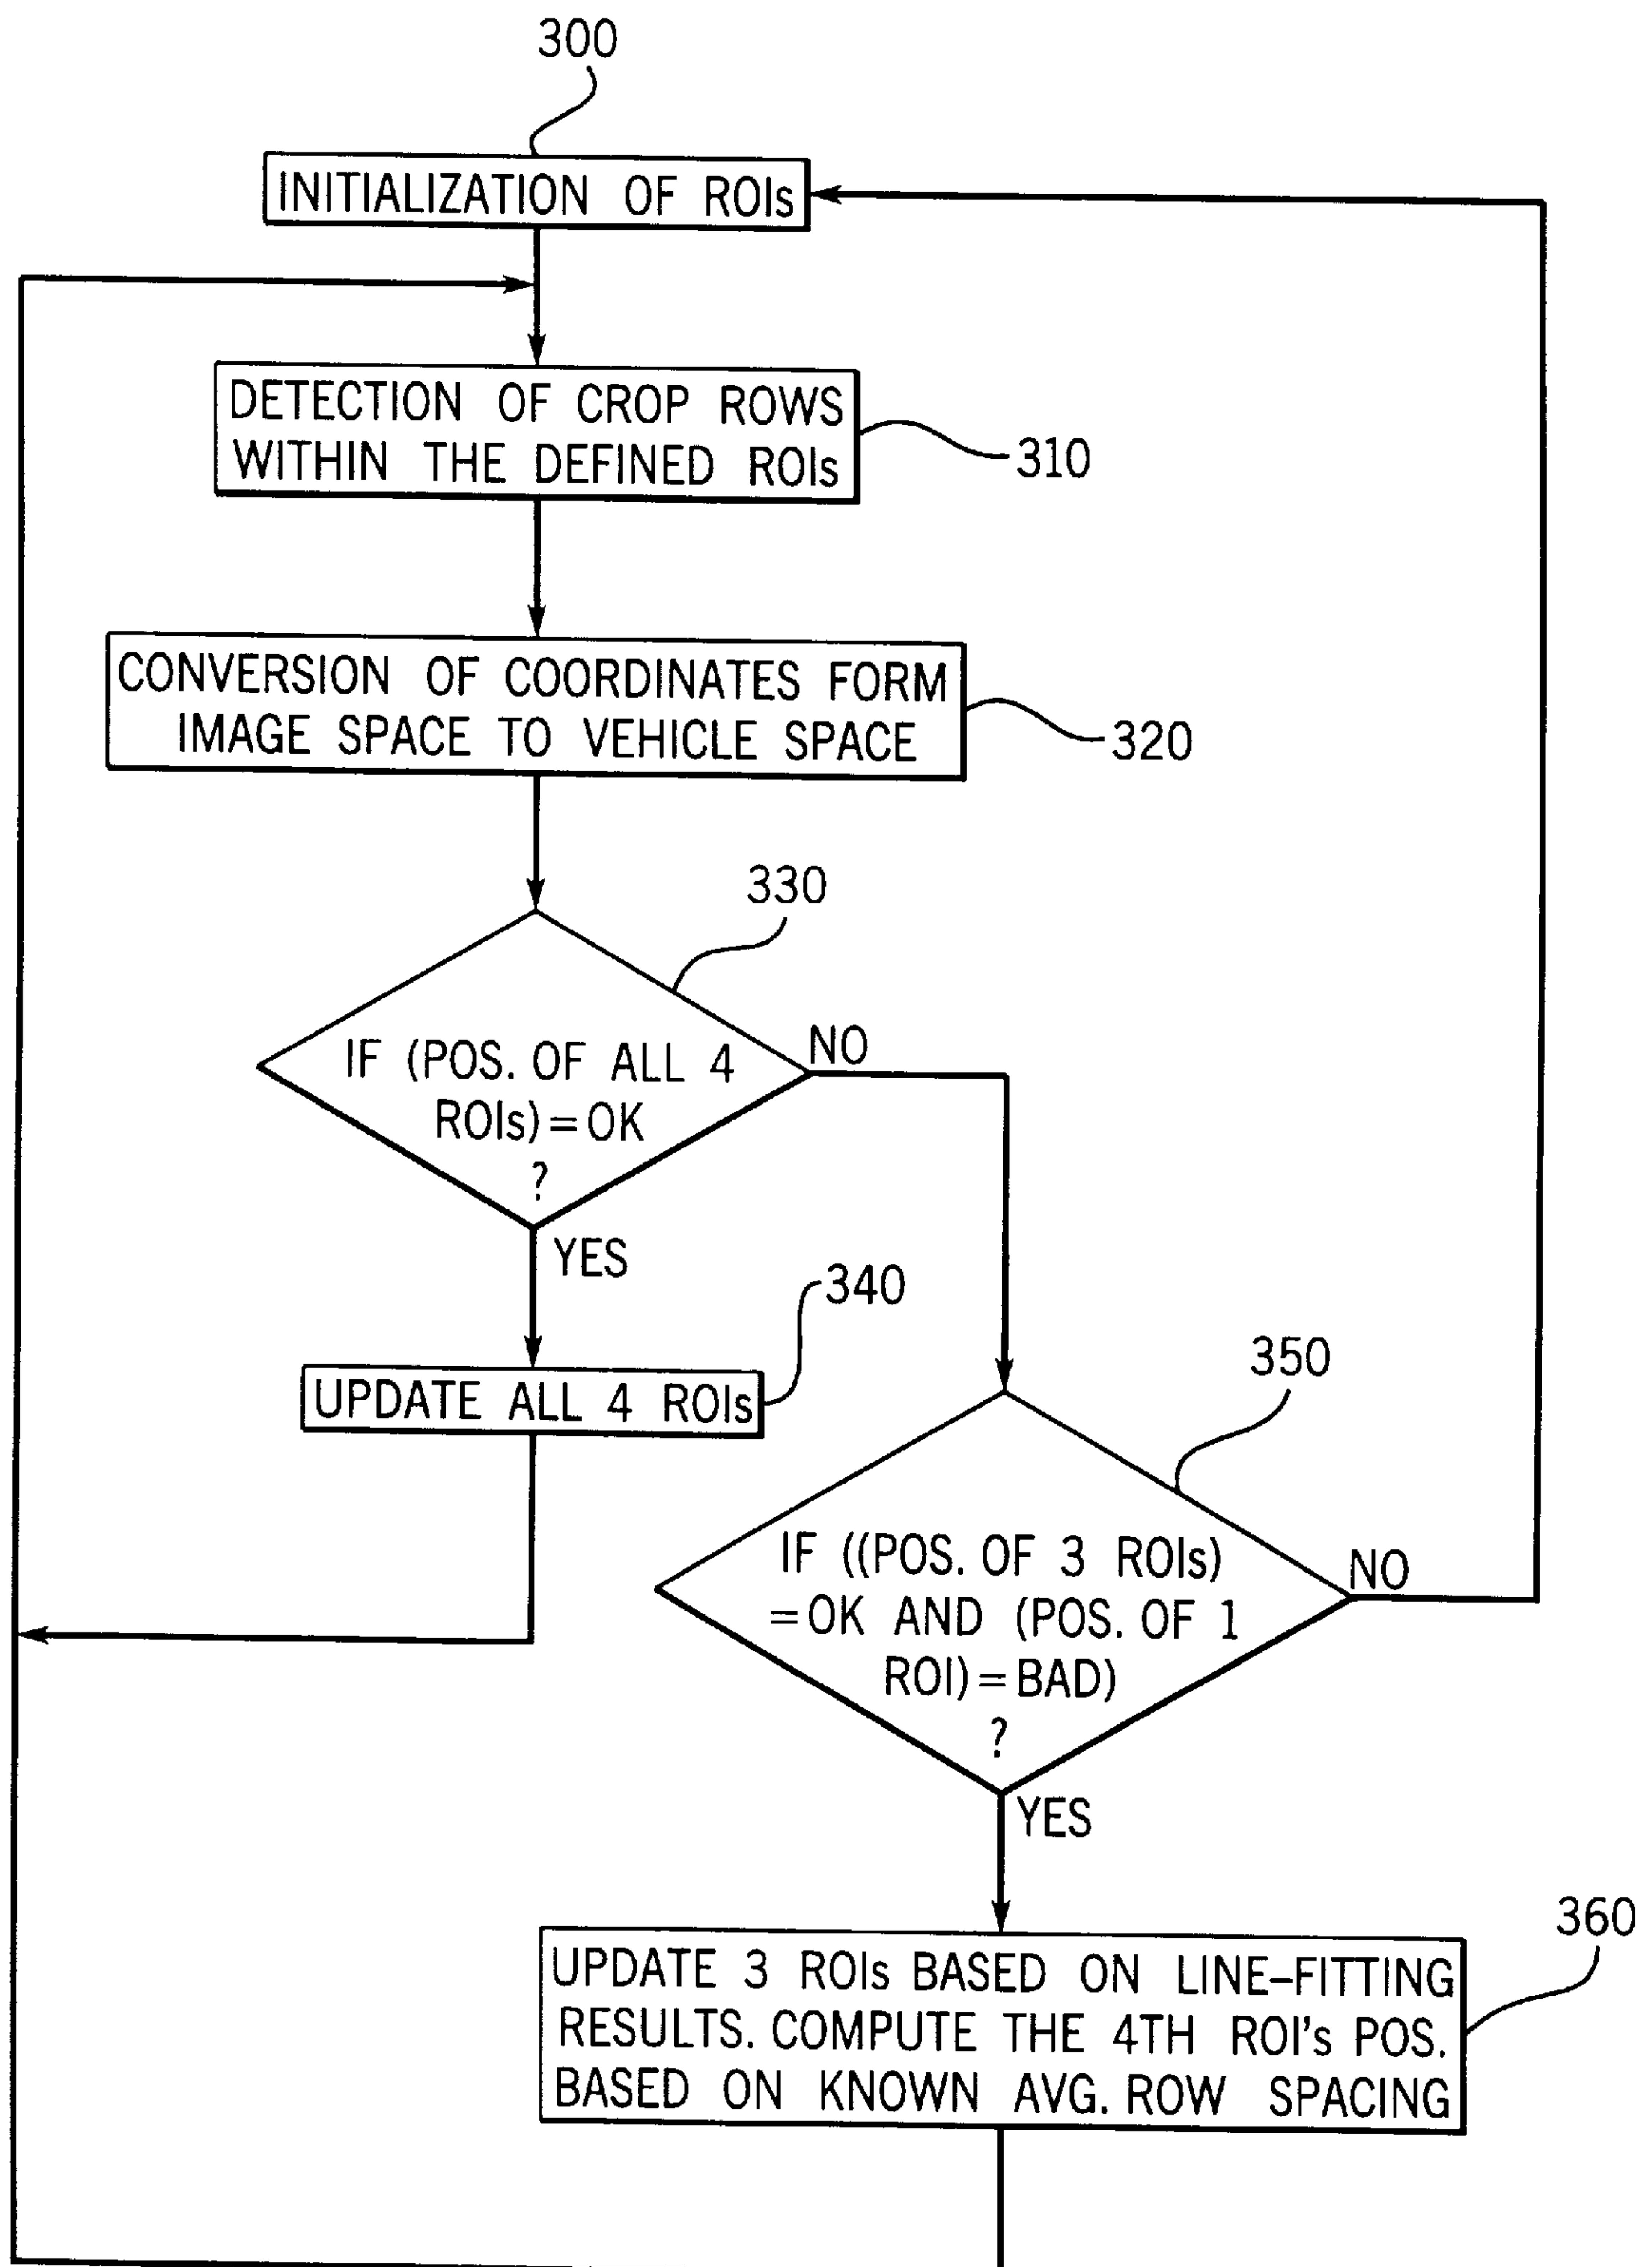 300
INITIALIZATION OF ROIs
DETECTION OF CROP ROWS
WITHIN THE DEFINED ROIs
310
CONVERSION OF COORDINATES FORM
IMAGE SPACE TO VEHICLE SPACE
320
330
IF (POS. OF ALL 4
ROIs)=OK
?
NO
YES
340
UPDATE ALL 4 ROIs
350
IF ((POS. OF 3 ROIs)
=OK AND (POS. OF 1
ROI)=BAD)
?
NO
YES
360
UPDATE 3 ROIs BASED ON LINE-FITTING
RESULTS. COMPUTE THE 4TH ROI's POS.
BASED ON KNOWN AVG. ROW SPACING